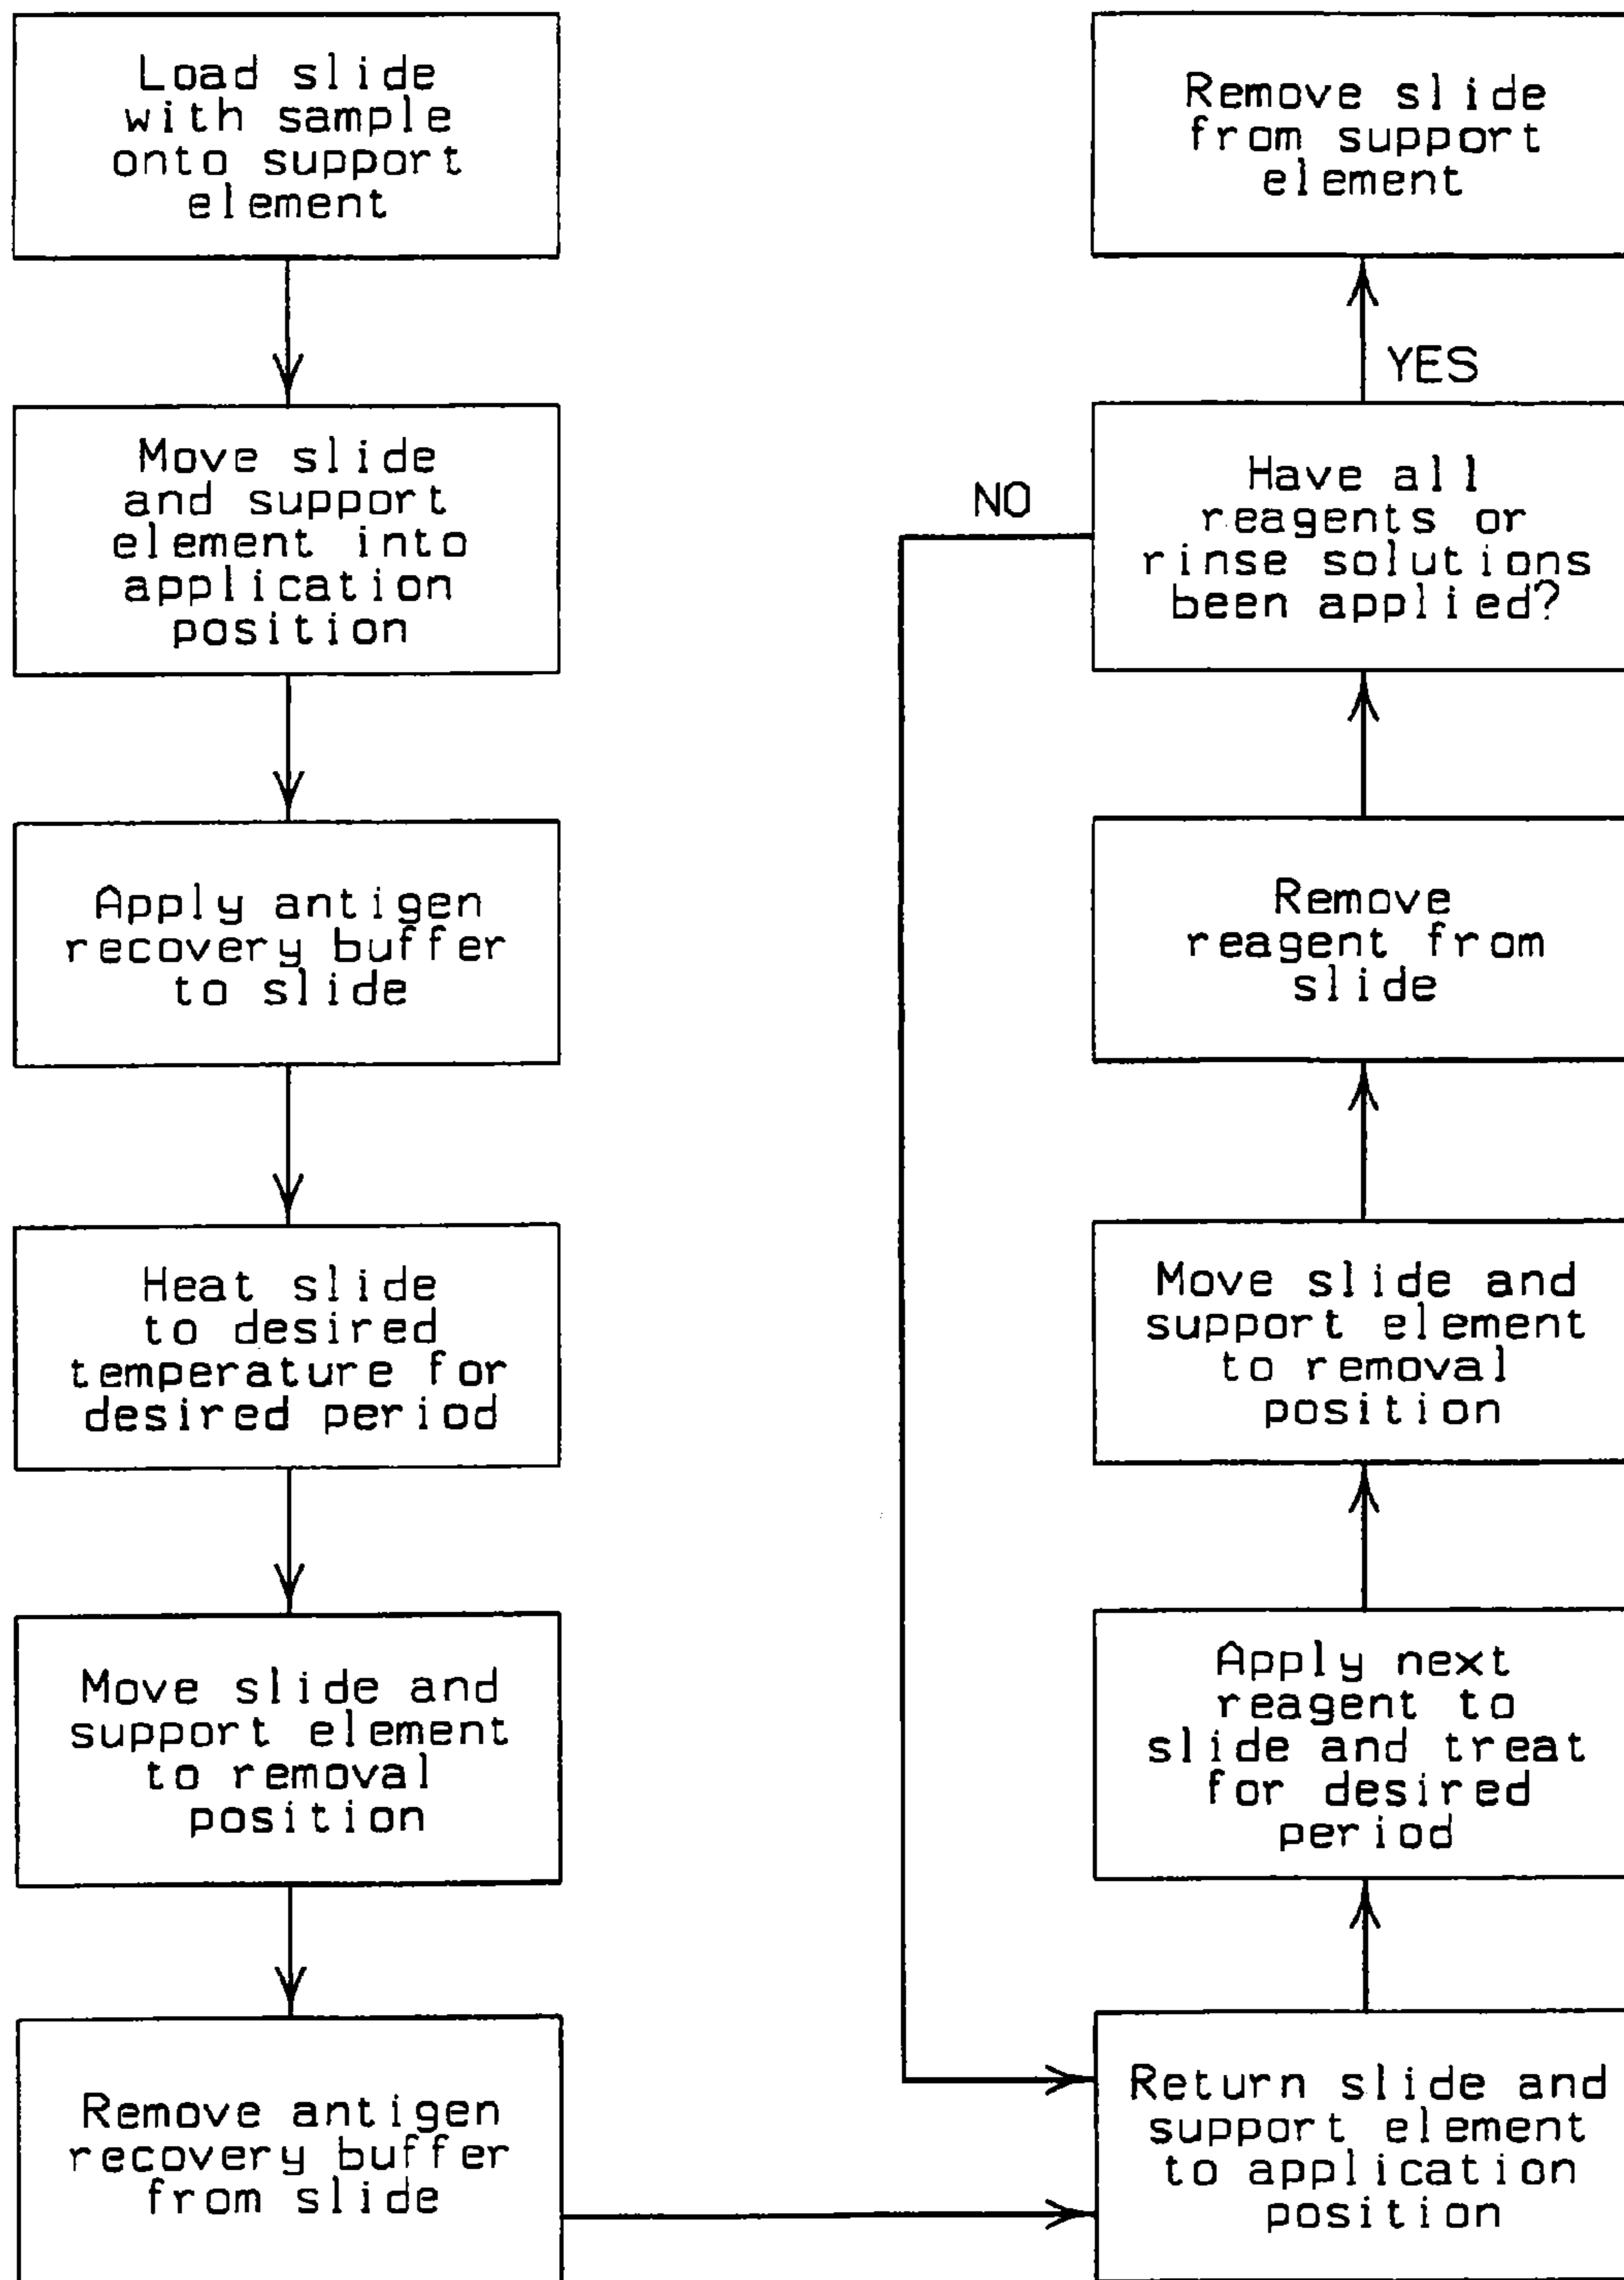 Load slide
with sample
onto support
element
Move slide
and support
element into
application
position
Apply antigen
recovery buffer
to slide
Heat slide
to desired
temperature for
desired period
Move slide and
support element
to removal
position
Remove antigen
recovery buffer
from slide
Return slide and
support element
to application
position
Apply next
reagent to
slide and treat
for desired
period
Move slide and
support element
to removal
position
Remove
reagent from
slide
Have all
reagents or
rinse solutions
been applied?
NO
YES
Remove slide
from support
element